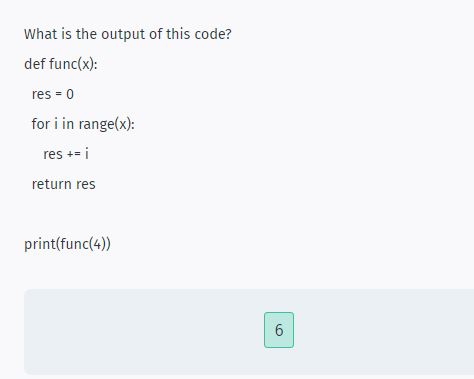 What is the output of this code?
def func(x):
res = 0
for i in range(x):
res += i
return res
print(func(4))
6